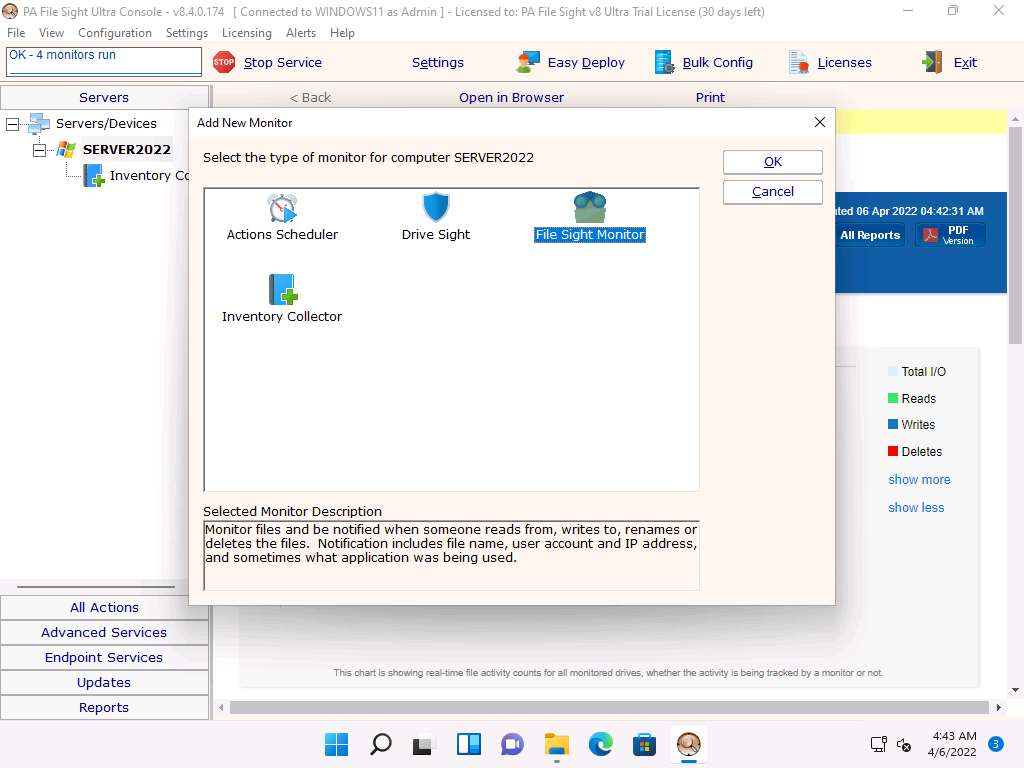 PA File Sight Ultra Console - v8.4.0.174 [ Connected to WINDOWS11 as Admin ] - Licensed to: PA File Sight v8 Ultra Trial License (30 days left)
File View Configuration Settings Licensing Alerts Help
OK - 4 monitors run
STOP Stop Service Settings Easy Deploy Bulk Config Licenses Exit
Servers < Back Open in Browser Print
Servers/Devices
SERVER2022
Inventory Co
Add New Monitor
Select the type of monitor for computer SERVER2022
OK
Cancel
Actions Scheduler Drive Sight File Sight Monitor
Inventory Collector
Selected Monitor Description
Monitor files and be notified when someone reads from, writes to, renames or
deletes the files. Notification includes file name, user account and IP address,
and sometimes what application was being used.
06 Apr 2022 04:42:31 AM
All Reports PDF
Version
Total I/O
Reads
Writes
Deletes
show more
show less
This chart is showing real-time file activity counts for all monitored drives, whether the activity is being tracked by a monitor or not.
All Actions
Advanced Services
Endpoint Services
Updates
Reports
4:43 AM
4/6/2022
3